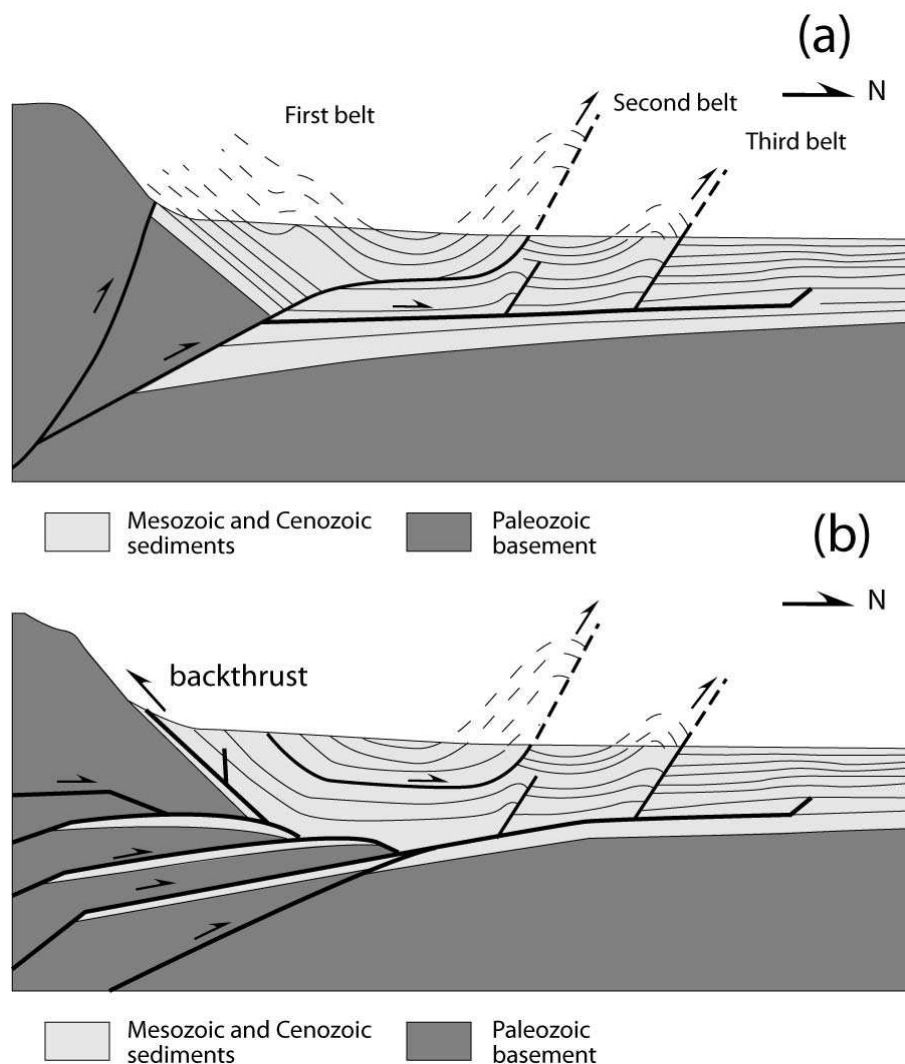 (a)
N
First belt
Second belt
Third belt
Mesozoic and Cenozoic
sediments
Paleozoic
basement
(b)
N
backthrust
Mesozoic and Cenozoic
sediments
Paleozoic
basement